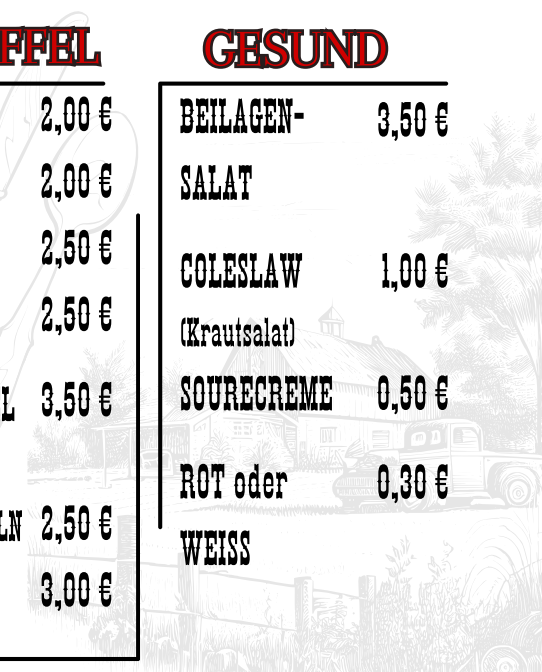 FFEL
2,00 €
2,00 €
2,50 €
2,50 €
L 3,50 €
LN 2,50 €
3,00 €
GESUND
BEILAGEN- 3,50 €
SALAT
COLESLAW 1,00 €
(Krautsalat)
SOURECREME 0,50 €
ROT oder 0,30 €
WEISS